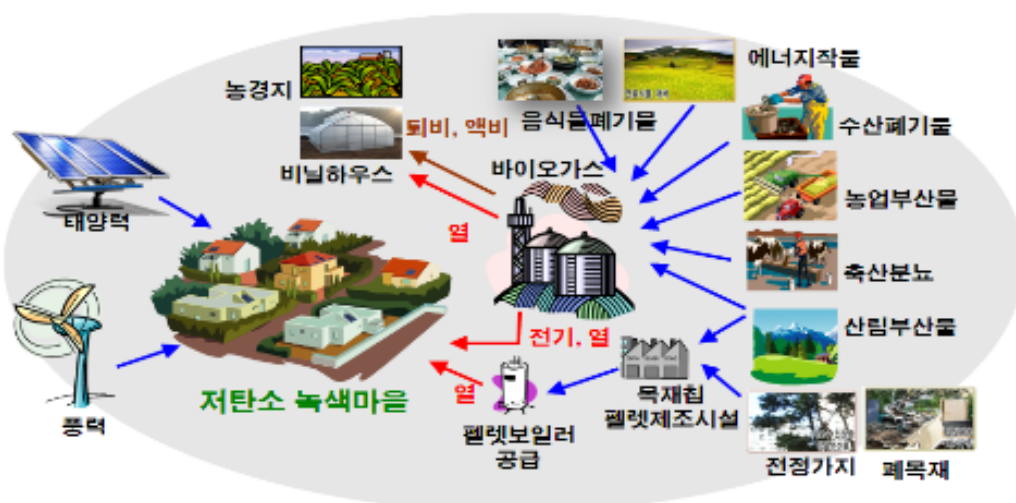 에너지작물
농경지
음식물폐기물
수산폐기물
퇴비, 액비
비닐하우스
바이오가스
농업부산물
태양력
열
축산분뇨
산림부산물
전기, 열
저탄소 녹색마을
열
목재칩
펠렛제조시설
풍력
펠렛보일러
공급
전정가지
폐목재